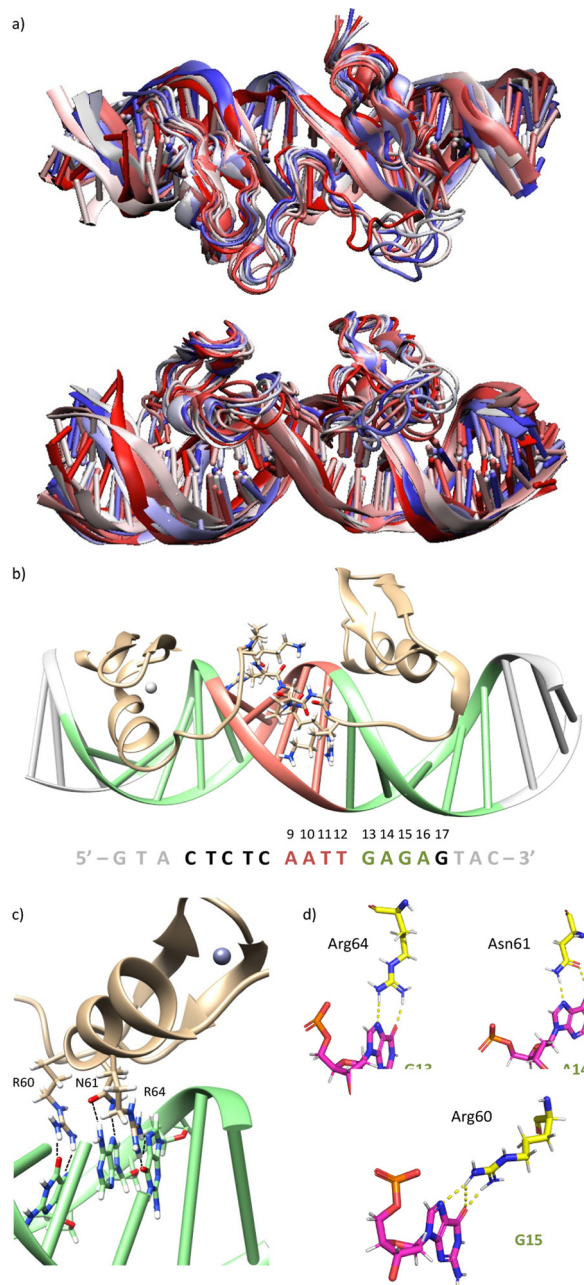 a)
b)
9 10 11 12 13 14 15 16 17
5’ – G T A C T C T C A A T T G A G A G T A C – 3’
c)
d)
Arg64
Asn61
R60
N61
R64
G13
A14
Arg60
G15